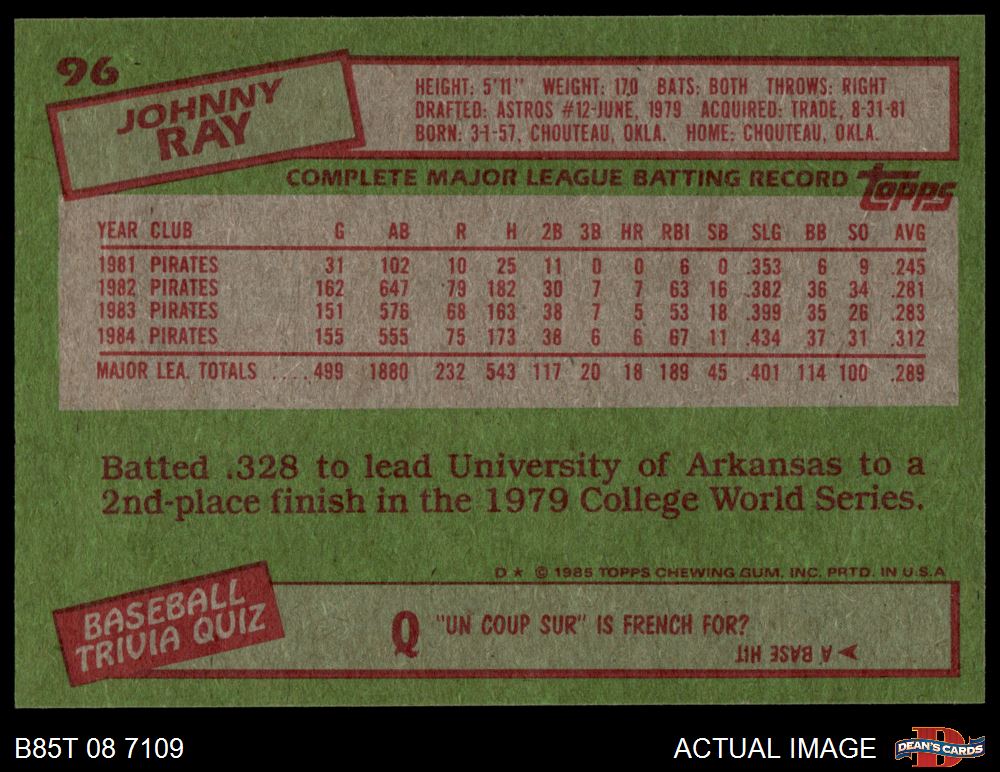 96
JOHNNY
RAY
HEIGHT: 5'11" WEIGHT: 170 BATS: BOTH THROWS: RIGHT
DRAFTED: ASTROS #12-JUNE, 1979 ACQUIRED: TRADE, 8-31-81
BORN: 3-1-57, CHOUTEAU, OKLA. HOME: CHOUTEAU, OKLA.
COMPLETE MAJOR LEAGUE BATTING RECORD topps
YEAR CLUB G AB R H 2B 3B HR RBI SB SLG BB SO AVG
1981 PIRATES 31 102 10 25 11 0 0 6 0 .353 6 9 .245
1982 PIRATES 162 647 79 182 30 7 7 63 16 .382 36 34 .281
1983 PIRATES 151 576 68 163 38 7 5 53 18 .399 35 26 .283
1984 PIRATES 155 555 75 173 38 6 6 67 11 .434 37 31 .312
MAJOR LEA. TOTALS .....499 1880 232 543 117 20 18 189 45 .401 114 100 .289
Batted .328 to lead University of Arkansas to a
2nd-place finish in the 1979 College World Series.
D★ © 1985 TOPPS CHEWING GUM, INC. PRTD. IN U.S.A
BASEBALL
TRIVIA QUIZ
Q "UN COUP SUR" IS FRENCH FOR?
A BASE HIT
B85T 08 7109
ACTUAL IMAGE
D
DEAN'S CARDS